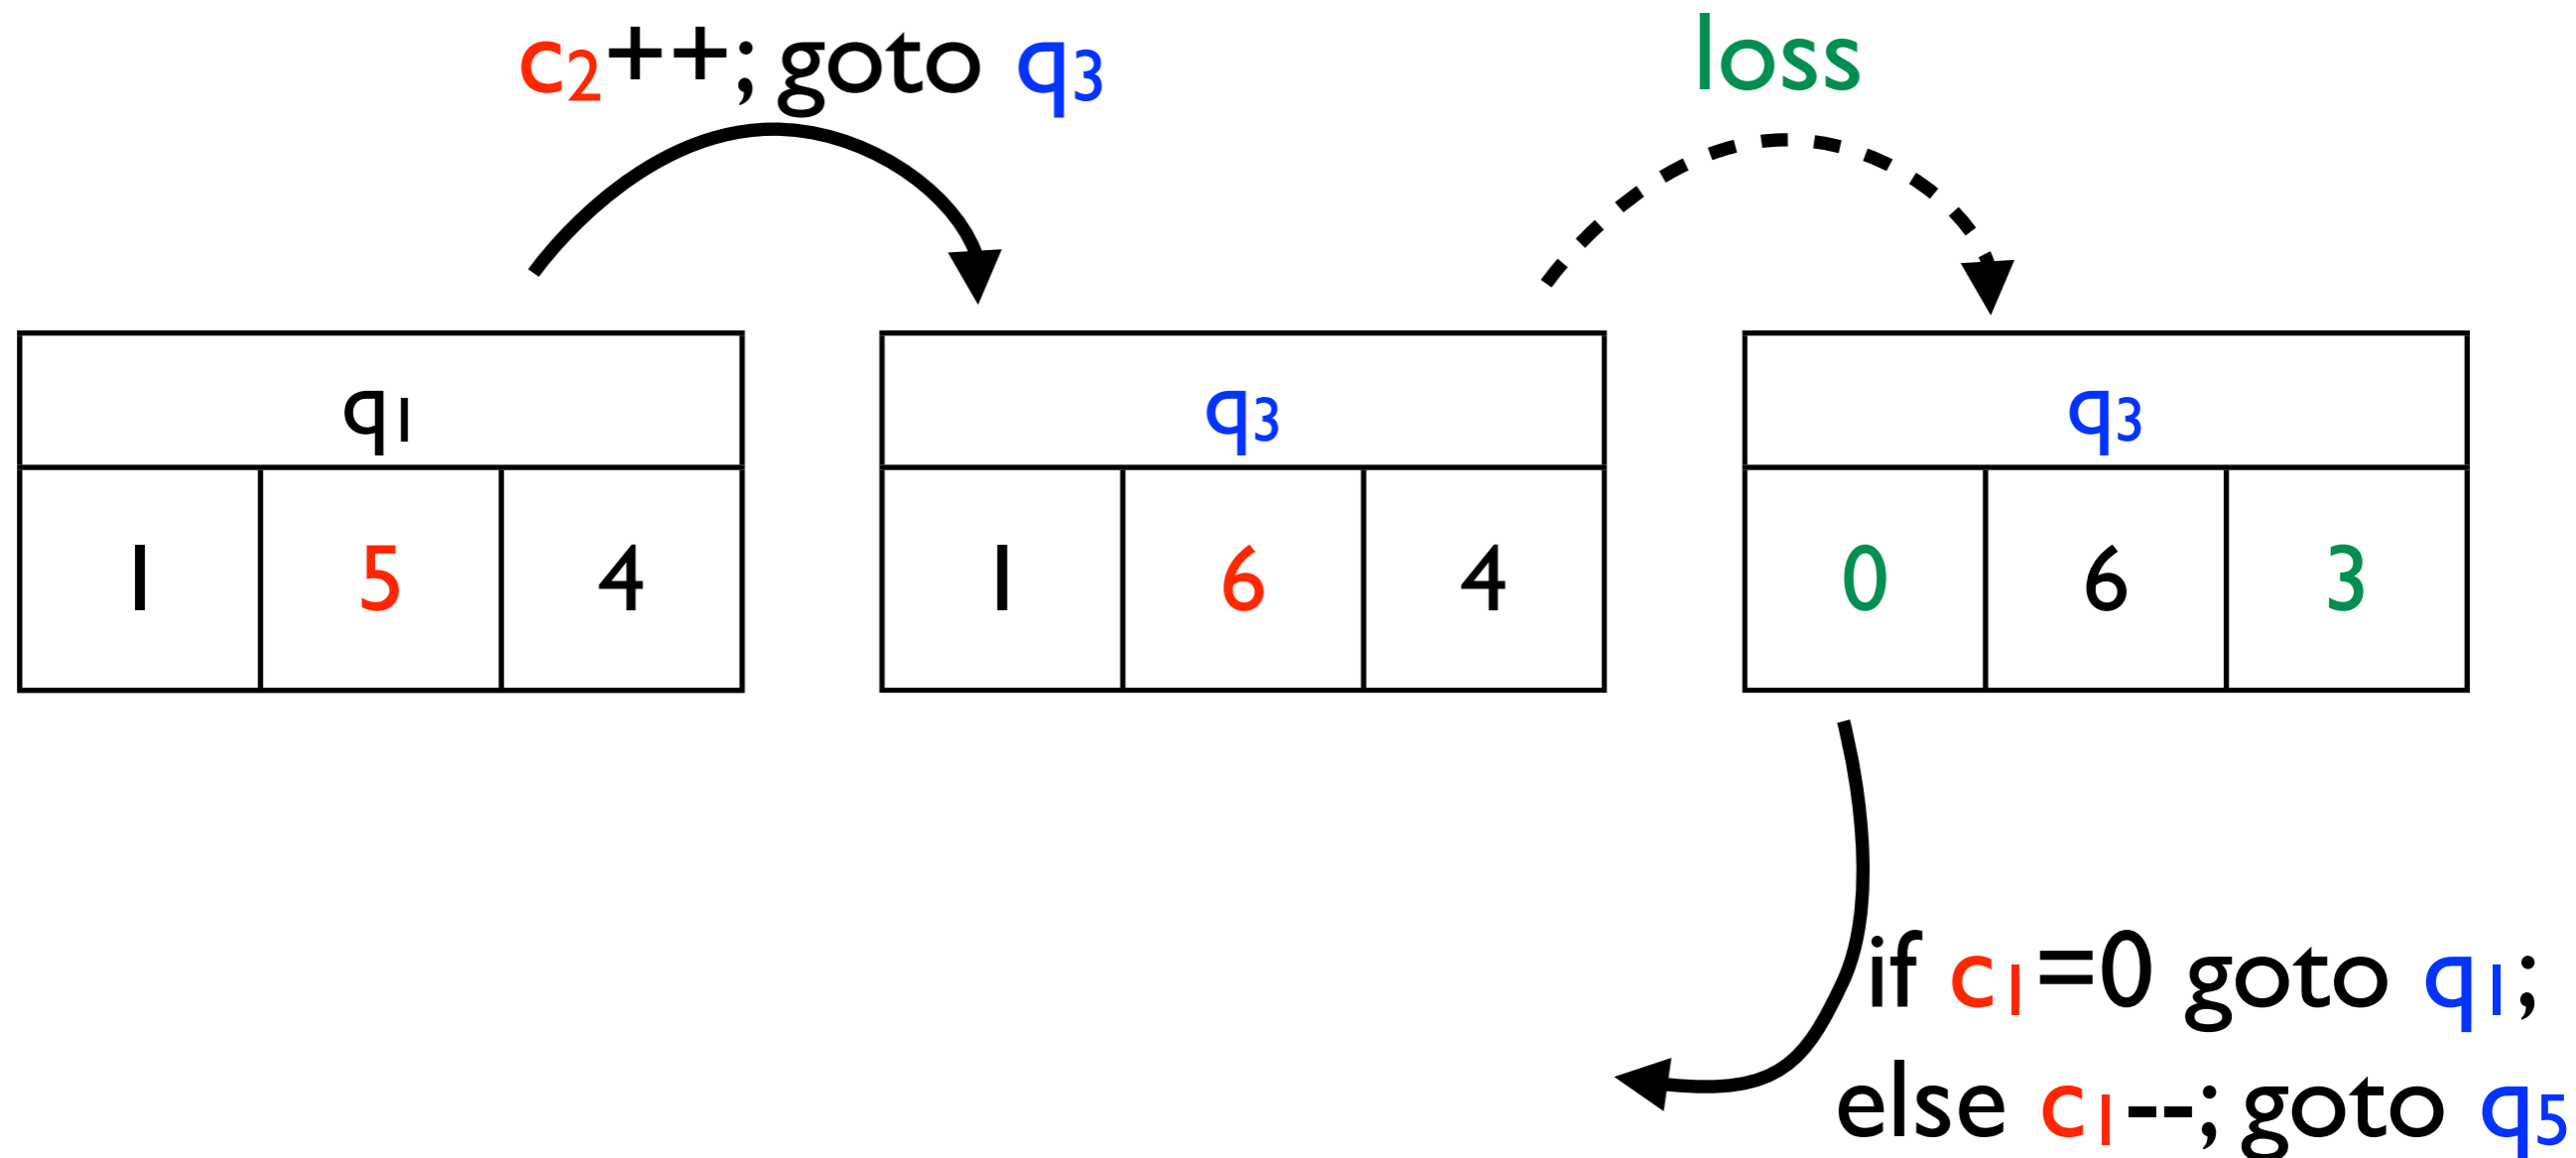 c₂++; goto q₃
loss
q₁
q₃
q₃
1 5 4
1 6 4
0 6 3
if c₁=0 goto q₁;
else c₁--; goto q₅